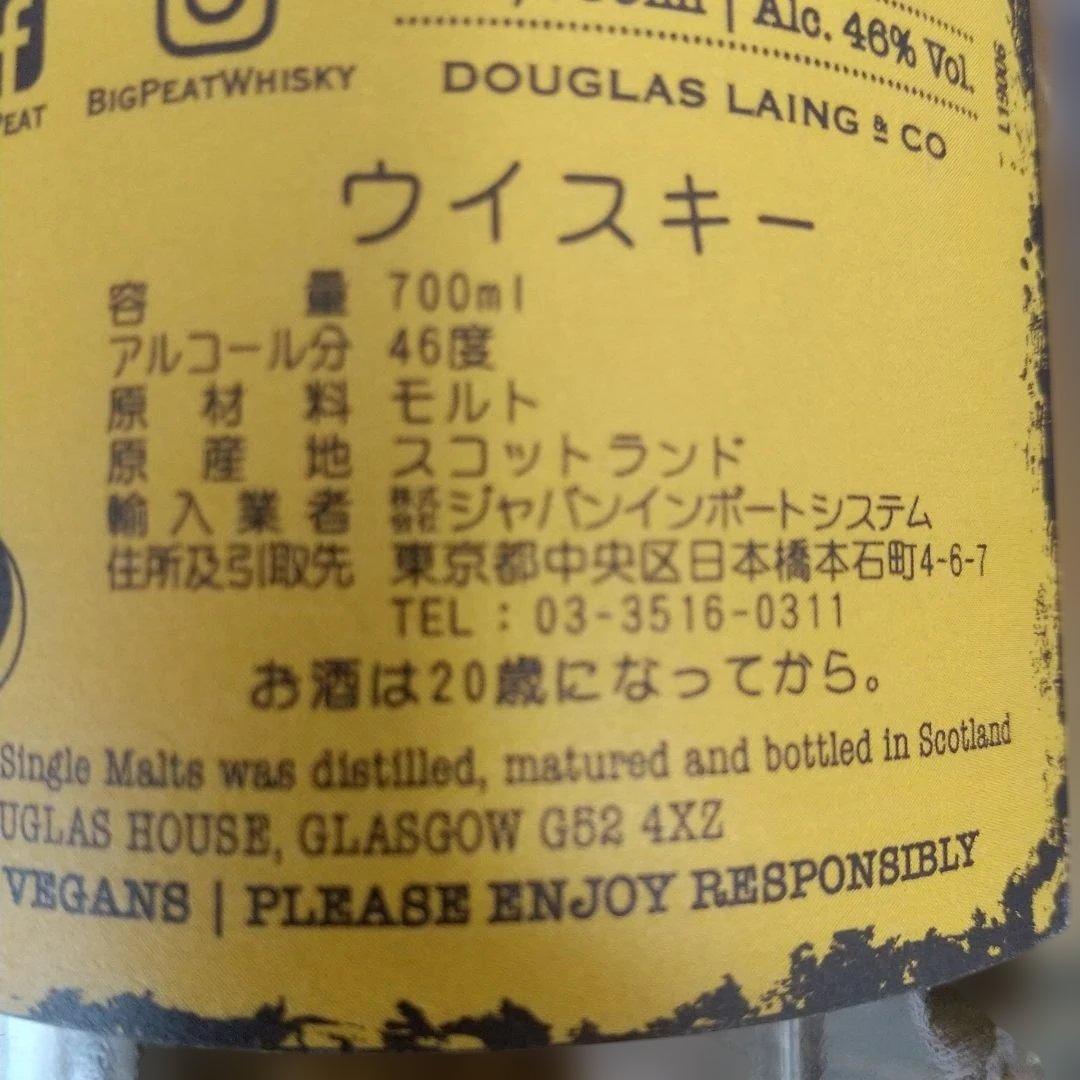 Alc. 46% Vol.
PEAT
BIGPEATWHISKY
DOUGLAS LAING & CO
ウイスキー
容量 700ml
アルコール分 46度
原材料 モルト
原産地 スコットランド
輸入業者 株式会社ジャパンインポートシステム
住所及引取先 東京都中央区日本橋本石町4-6-7
TEL : 03-3516-0311
お酒は20歳になってから。
Single Malts was distilled, matured and bottled in Scotland
UGLAS HOUSE, GLASGOW G52 4XZ
VEGANS | PLEASE ENJOY RESPONSIBLY